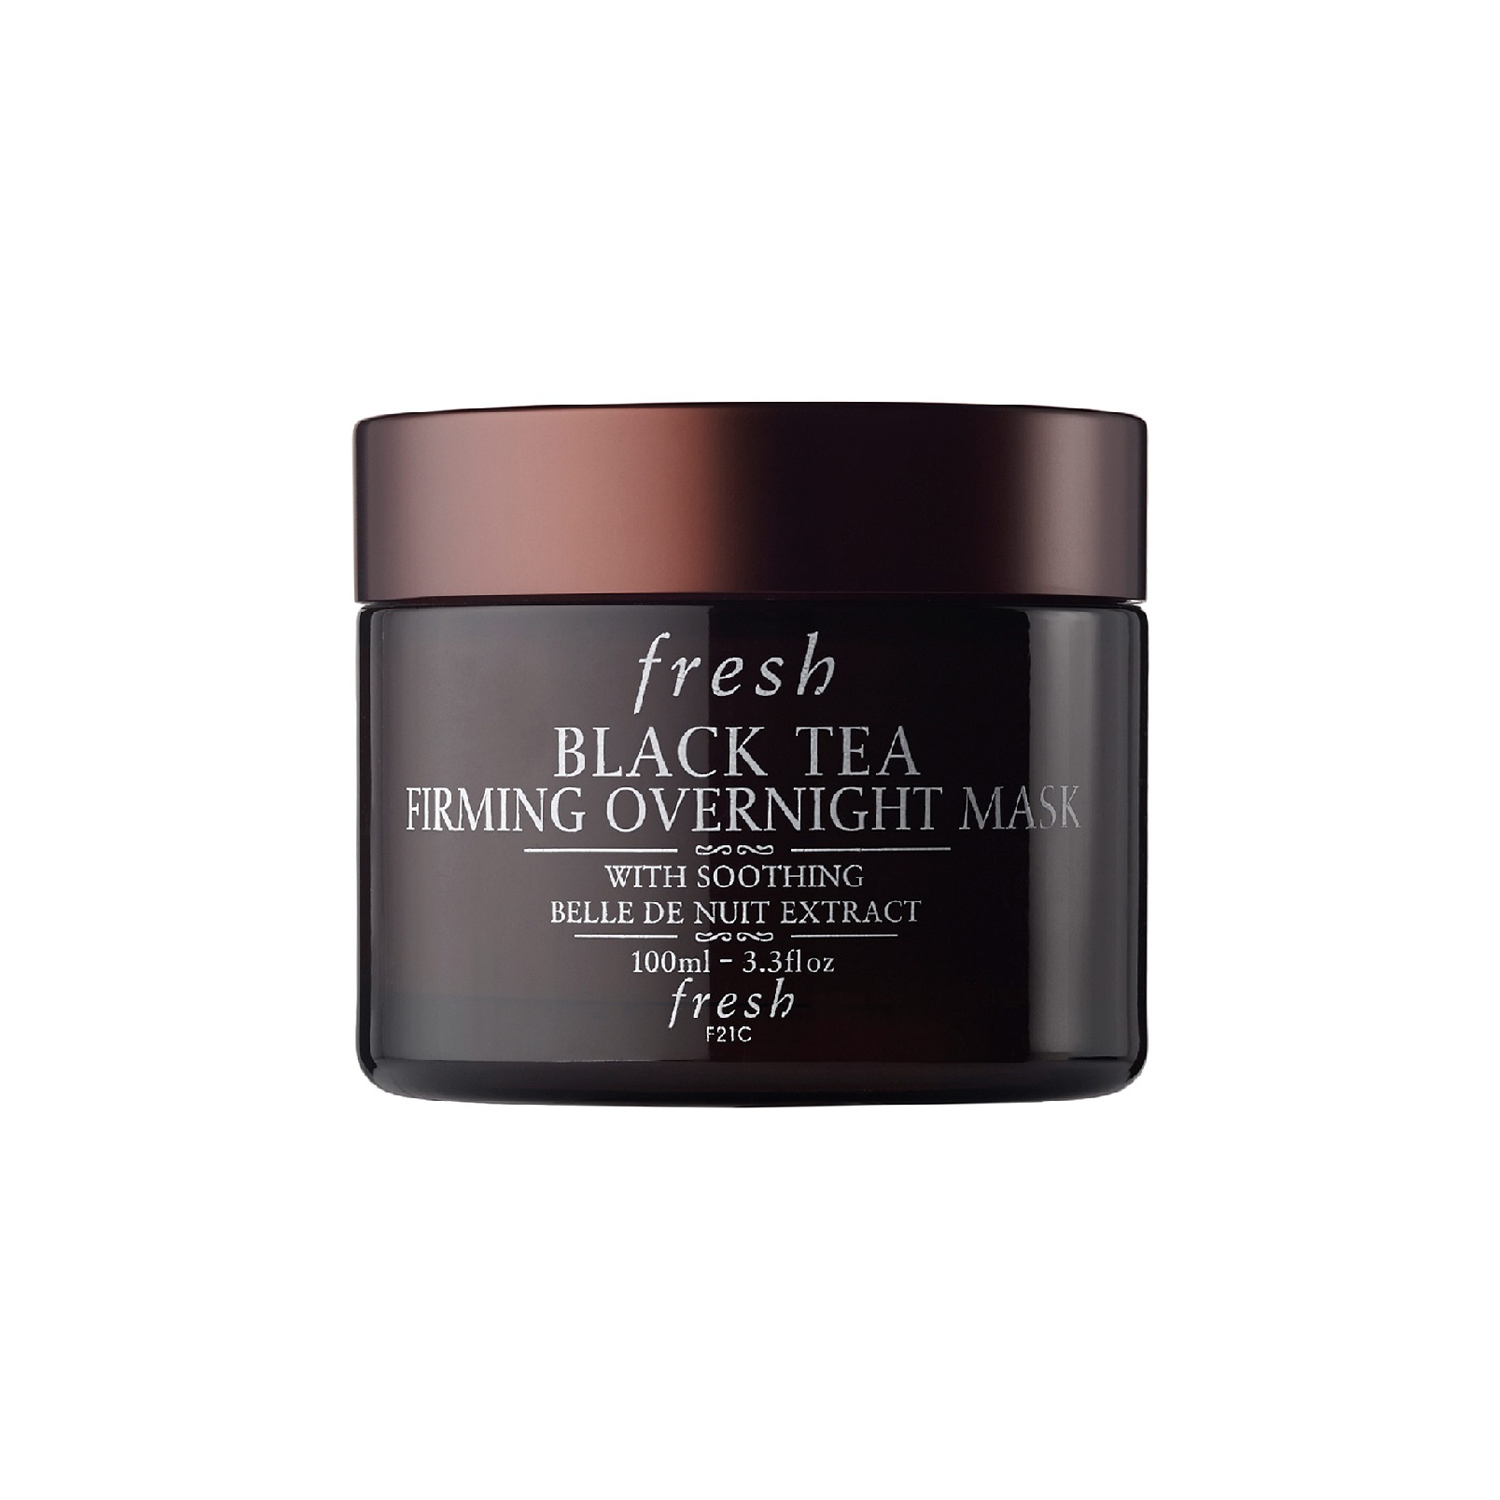 fresh
BLACK TEA
FIRMING OVERNIGHT MASK
WITH SOOTHING
BELLE DE NUIT EXTRACT
100ml - 3.3fl oz
fresh
F21C